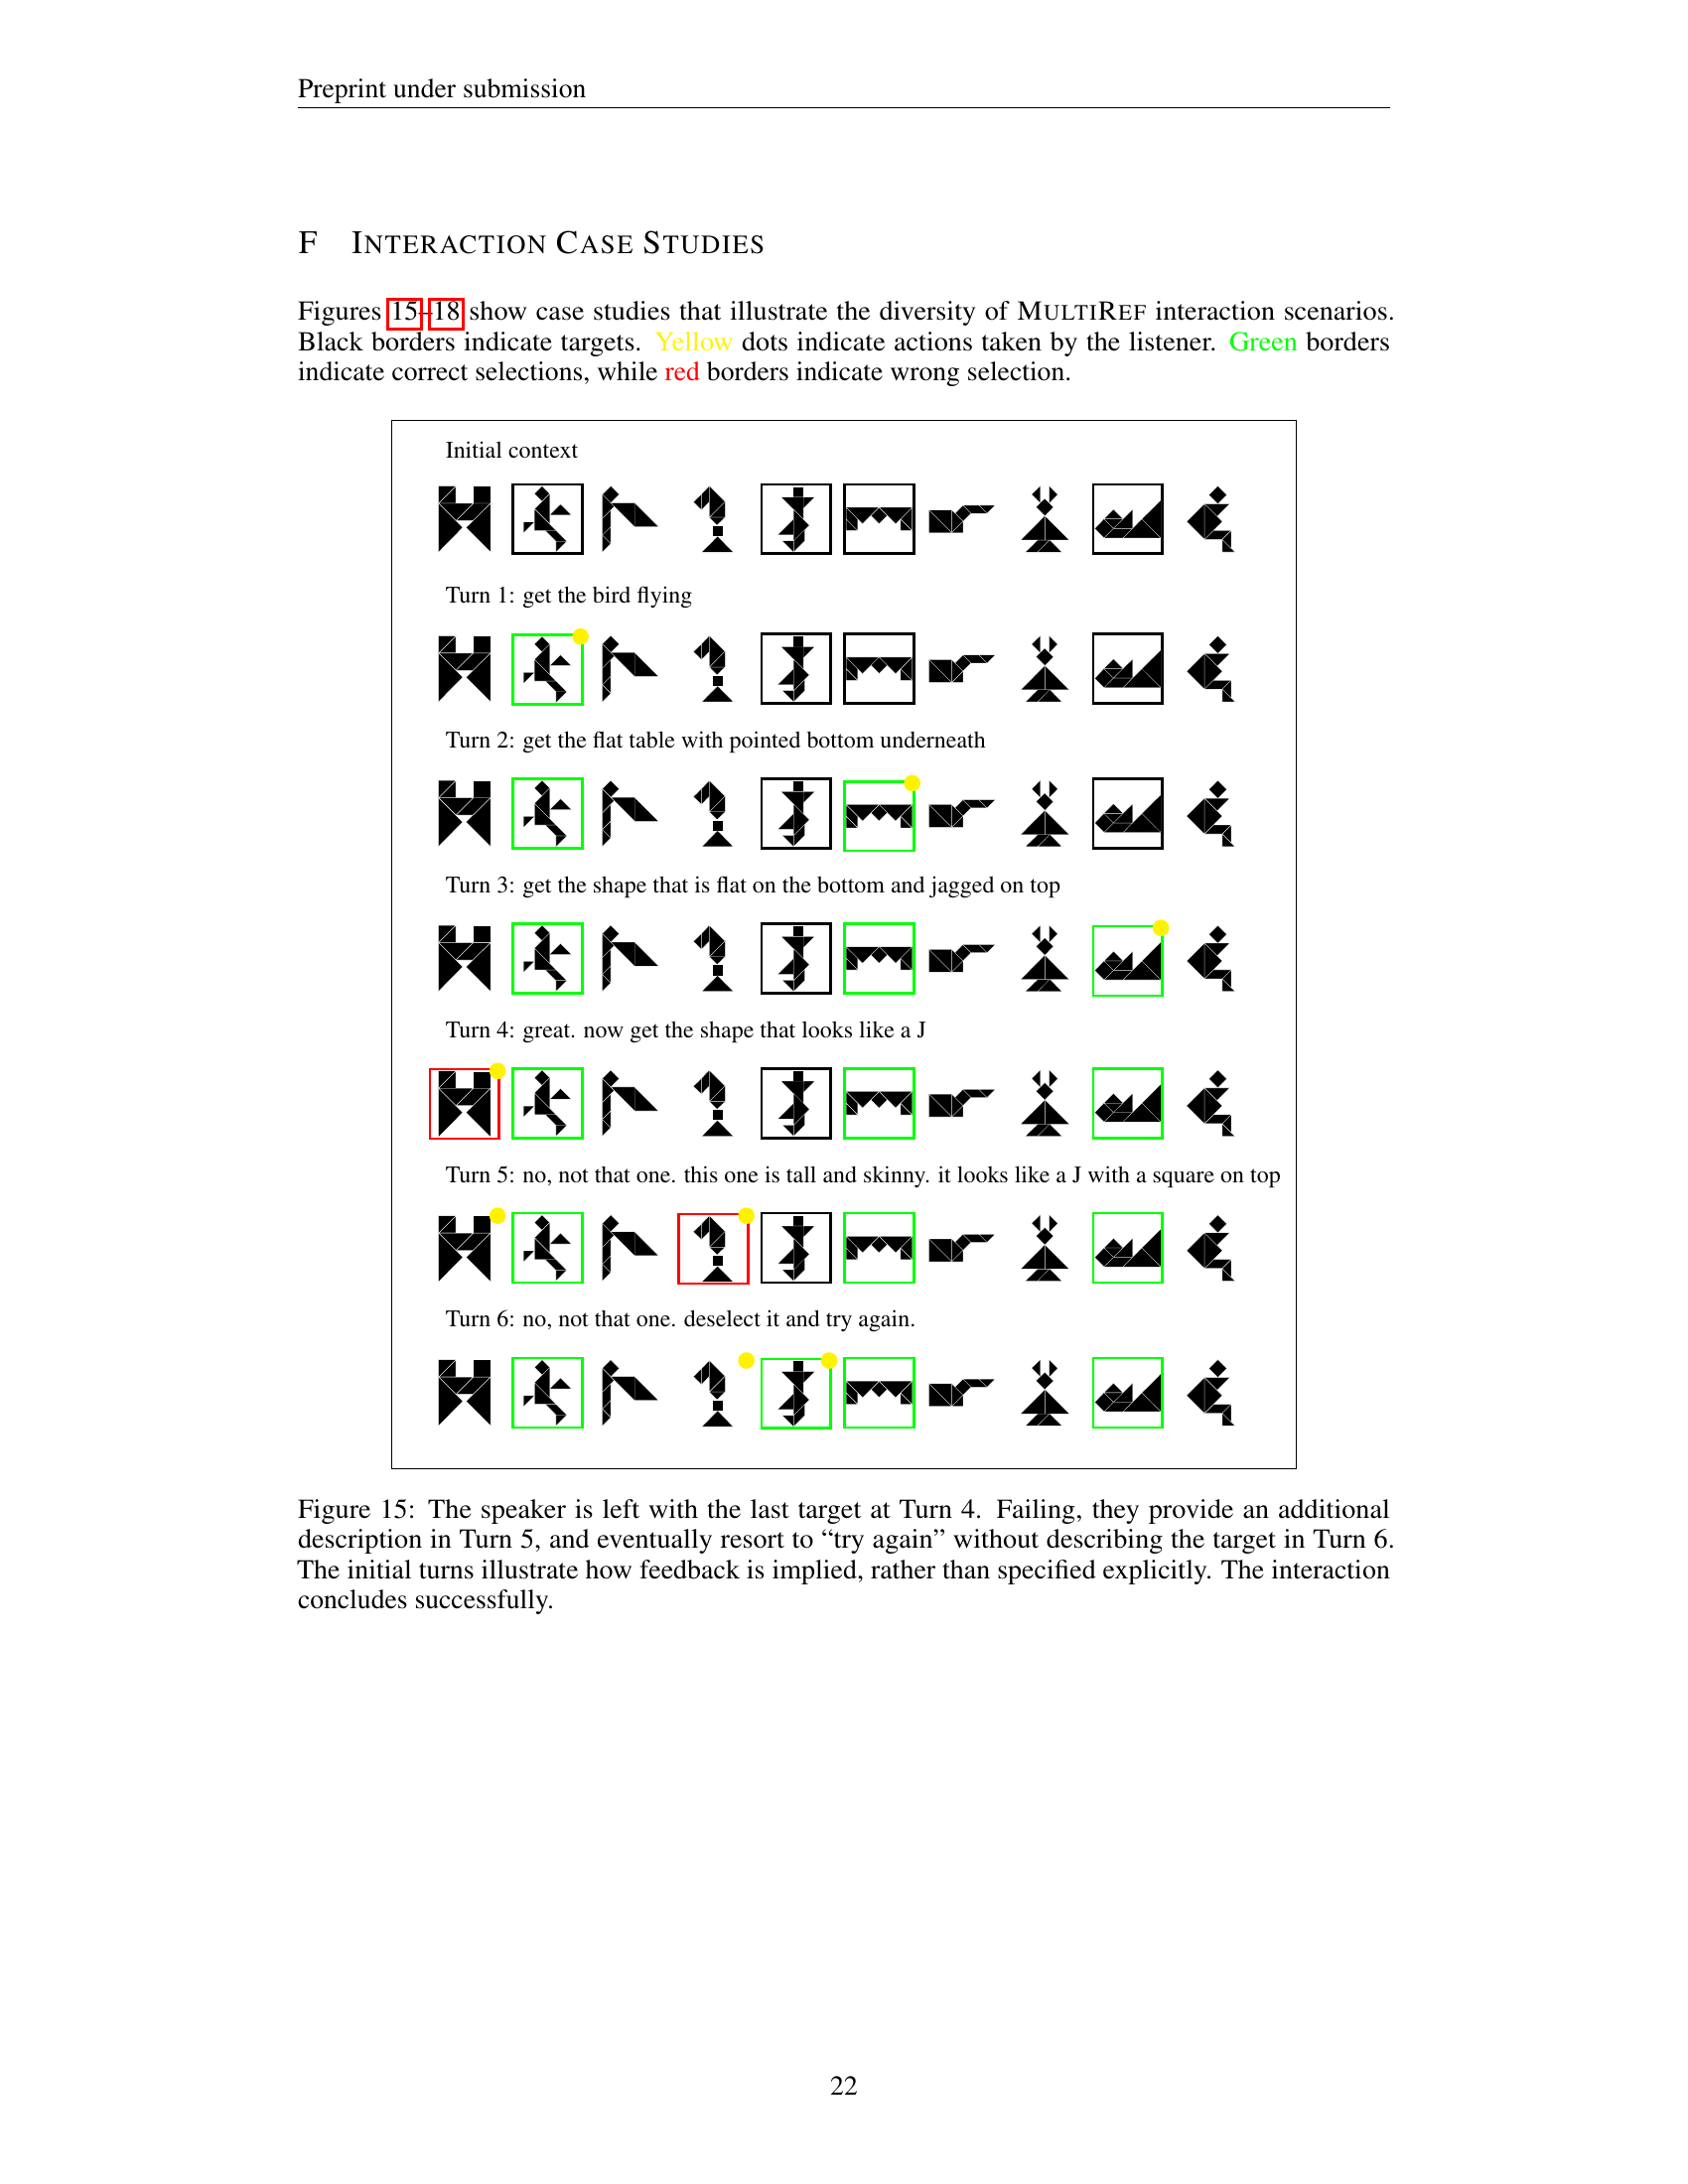 Preprint under submission
F INTERACTION CASE STUDIES
Figures 15–18 show case studies that illustrate the diversity of MULTIREF interaction scenarios.
Black borders indicate targets. Yellow dots indicate actions taken by the listener. Green borders
indicate correct selections, while red borders indicate wrong selection.
Initial context
Turn 1: get the bird flying
Turn 2: get the flat table with pointed bottom underneath
Turn 3: get the shape that is flat on the bottom and jagged on top
Turn 4: great. now get the shape that looks like a J
Turn 5: no, not that one. this one is tall and skinny. it looks like a J with a square on top
Turn 6: no, not that one. deselect it and try again.
Figure 15: The speaker is left with the last target at Turn 4. Failing, they provide an additional
description in Turn 5, and eventually resort to “try again” without describing the target in Turn 6.
The initial turns illustrate how feedback is implied, rather than specified explicitly. The interaction
concludes successfully.
22